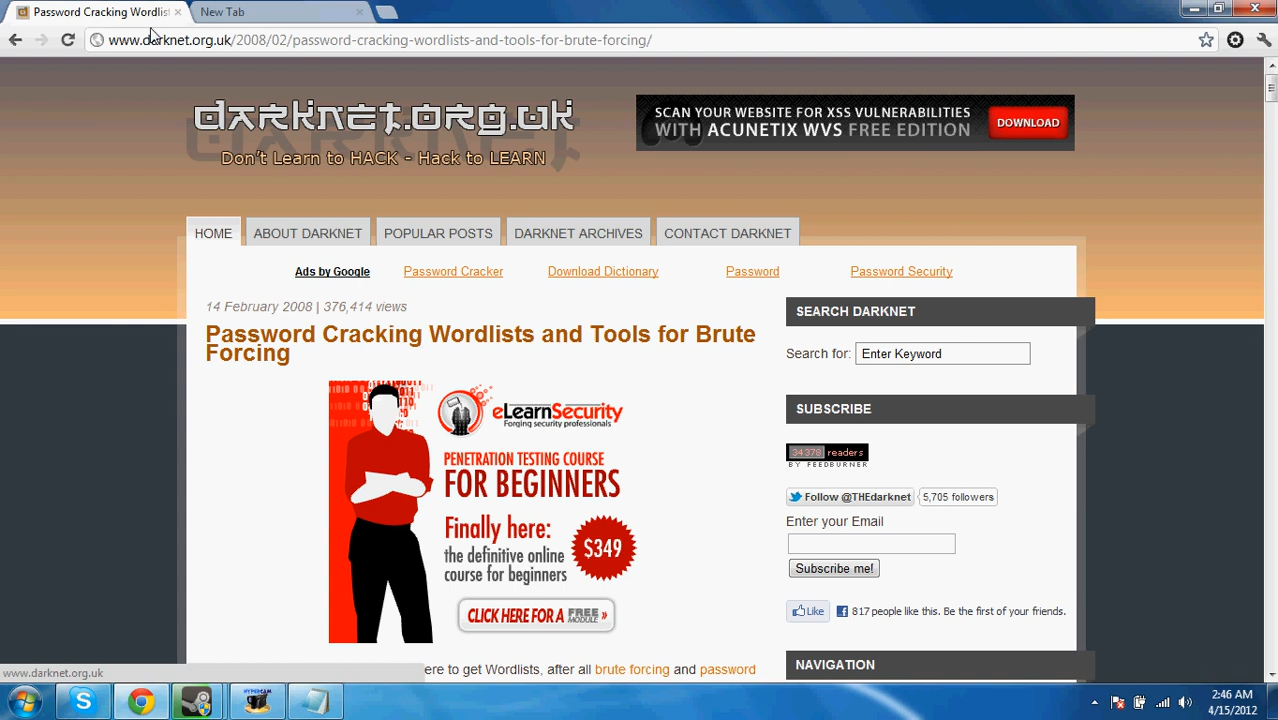 Password Cracking Wordlis
New Tab
www.darknet.org.uk/2008/02/password-cracking-wordlists-and-tools-for-brute-forcing/
darknet.org.uk
Don't Learn to HACK - Hack to LEARN
SCAN YOUR WEBSITE FOR XSS VULNERABILITIES
WITH ACUNETIX WVS FREE EDITION
DOWNLOAD
HOME
ABOUT DARKNET
POPULAR POSTS
DARKNET ARCHIVES
CONTACT DARKNET
Ads by Google
Password Cracker
Download Dictionary
Password
Password Security
14 February 2008 | 376,414 views
Password Cracking Wordlists and Tools for Brute
Forcing
eLearnSecurity
Forging security professionals
PENETRATION TESTING COURSE
FOR BEGINNERS
Finally here:
the definitive online
course for beginners
$349
CLICK HERE FOR A FREE MODULE »
ere to get Wordlists, after all brute forcing and password
SEARCH DARKNET
Search for: Enter Keyword
SUBSCRIBE
34378 readers
BY FEEDBURNER
Follow @THEdarknet
5,705 followers
Enter your Email
Subscribe me!
Like
817 people like this. Be the first of your friends.
NAVIGATION
www.darknet.org.uk
HYPERCAM
2:46 AM
4/15/2012